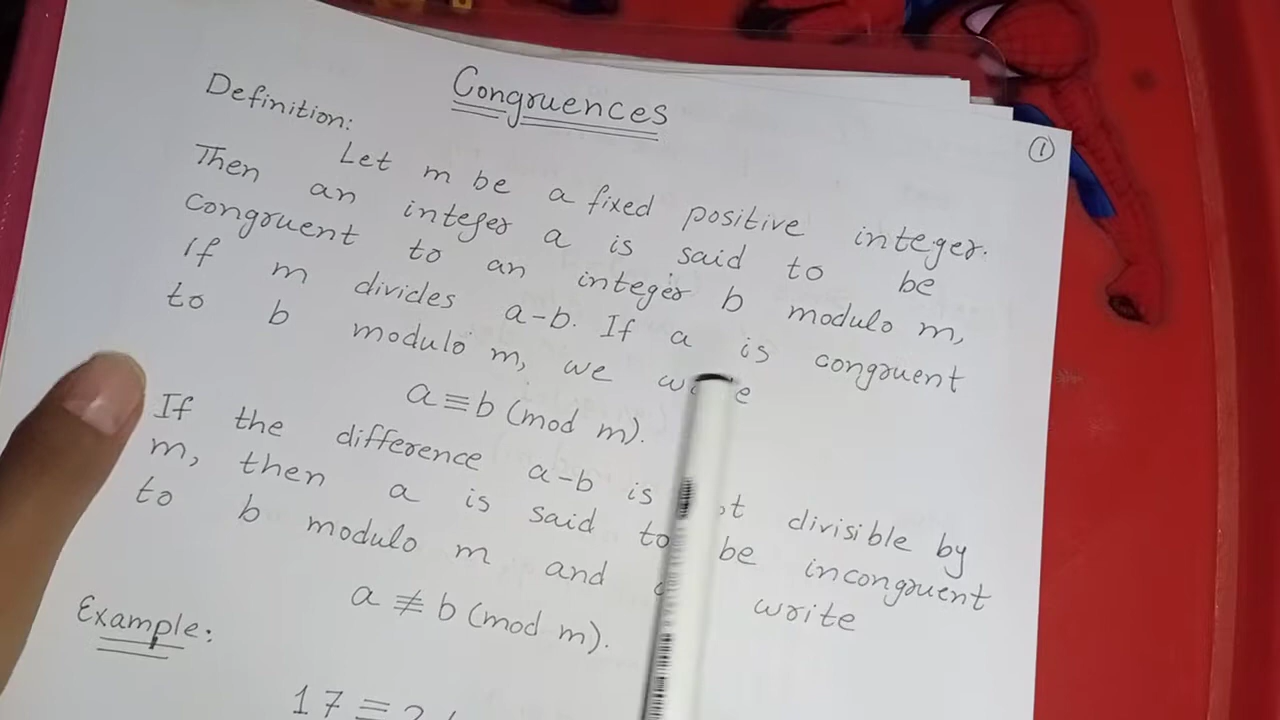 Congruences
①
Definition:
Let m be a fixed positive integer.
Then an integer a is said to be
congruent to an integer b modulo m,
if m divides a-b. If a is congruent
to b modulo m, we
a≡b (mod m).
If the difference a-b is divisible by
m, then a is said to be incongruent
to b modulo m and write
a≢b (mod m).
Example:
17≡